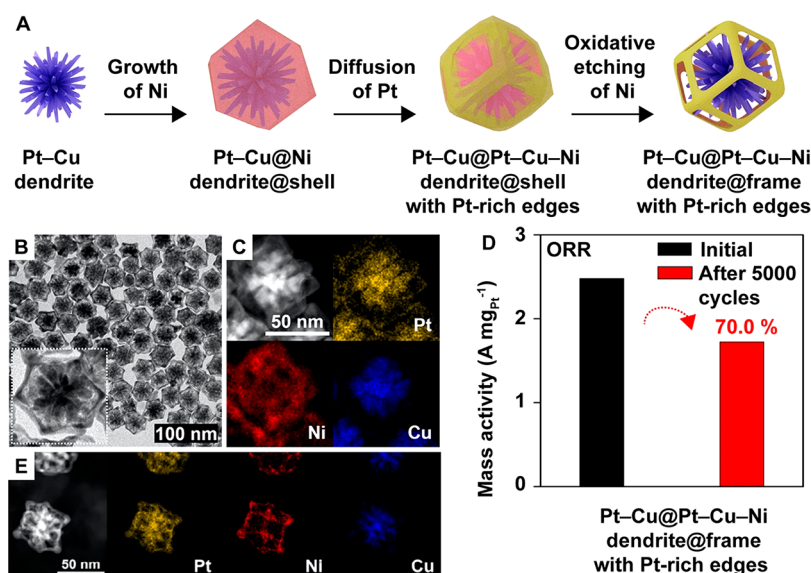 A
Growth
of Ni
Diffusion
of Pt
Oxidative
etching
of Ni
Pt–Cu
dendrite
Pt–Cu@Ni
dendrite@shell
Pt–Cu@Pt–Cu–Ni
dendrite@shell
with Pt-rich edges
Pt–Cu@Pt–Cu–Ni
dendrite@frame
with Pt-rich edges
B
100 nm
C
50 nm
Pt
Ni
Cu
D
ORR
Initial
After 5000
cycles
70.0 %
Mass activity (A mgPt-1)
3
2
1
0
Pt–Cu@Pt–Cu–Ni
dendrite@frame
with Pt-rich edges
E
50 nm
Pt
Ni
Cu